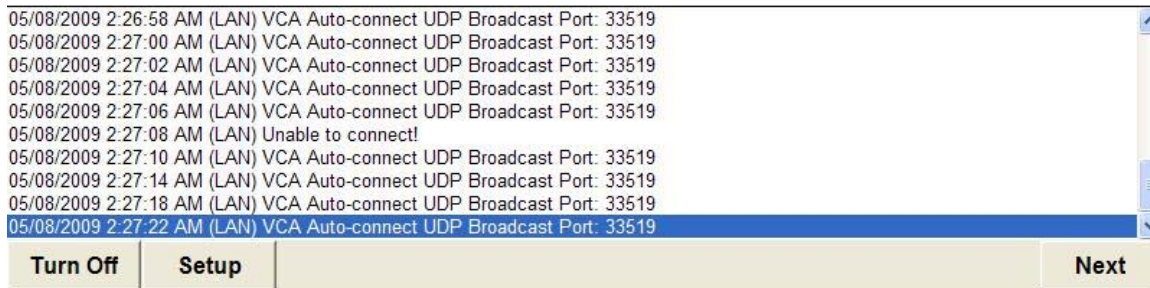 05/08/2009 2:26:58 AM (LAN) VCA Auto-connect UDP Broadcast Port: 33519
05/08/2009 2:27:00 AM (LAN) VCA Auto-connect UDP Broadcast Port: 33519
05/08/2009 2:27:02 AM (LAN) VCA Auto-connect UDP Broadcast Port: 33519
05/08/2009 2:27:04 AM (LAN) VCA Auto-connect UDP Broadcast Port: 33519
05/08/2009 2:27:06 AM (LAN) VCA Auto-connect UDP Broadcast Port: 33519
05/08/2009 2:27:08 AM (LAN) Unable to connect!
05/08/2009 2:27:10 AM (LAN) VCA Auto-connect UDP Broadcast Port: 33519
05/08/2009 2:27:14 AM (LAN) VCA Auto-connect UDP Broadcast Port: 33519
05/08/2009 2:27:18 AM (LAN) VCA Auto-connect UDP Broadcast Port: 33519
05/08/2009 2:27:22 AM (LAN) VCA Auto-connect UDP Broadcast Port: 33519
Turn Off Setup Next